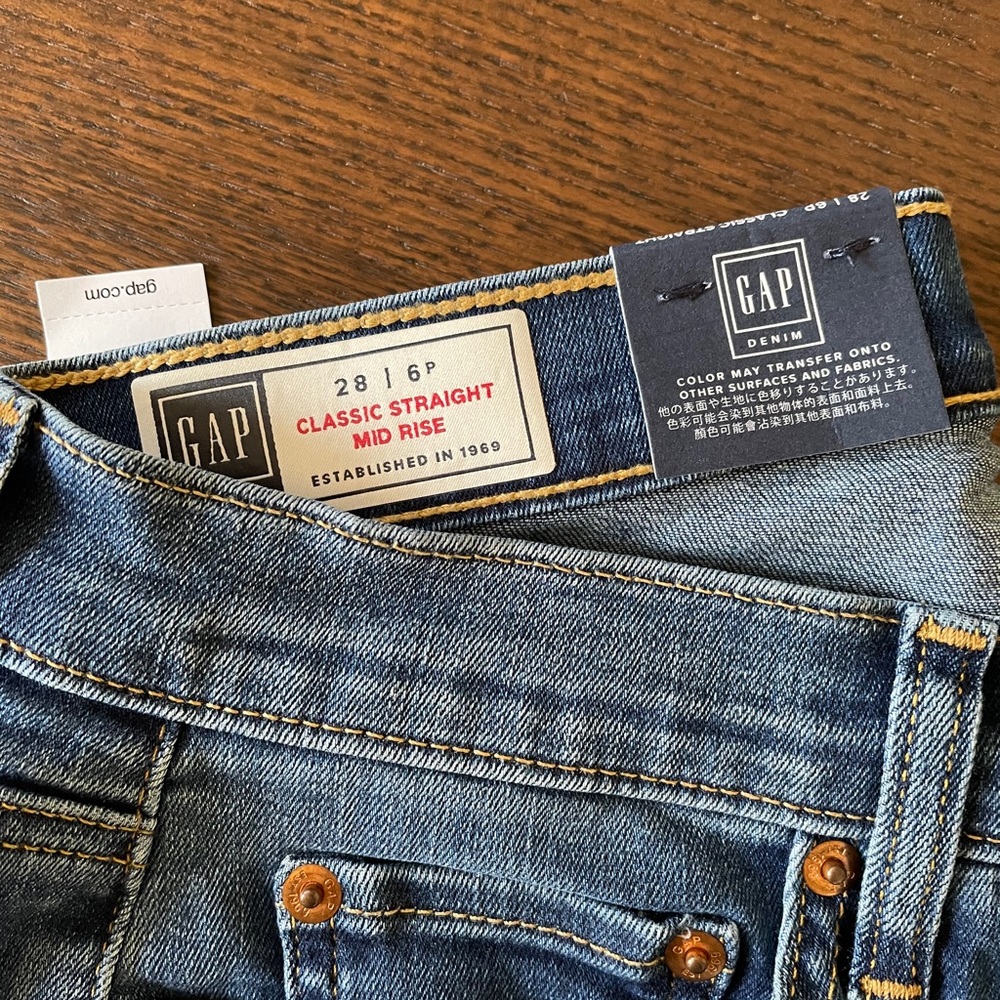 gap.com
GAP
28 | 6P
CLASSIC STRAIGHT
MID RISE
ESTABLISHED IN 1969
28 | 6P CLASSIC STRAIGHT
GAP
DENIM
COLOR MAY TRANSFER ONTO
OTHER SURFACES AND FABRICS.
他の表面や生地に色移りすることがあります。
色彩可能会染到其他物体的表面和面料上去。
顏色可能會沾染到其他表面和布料。
GAP
GAP